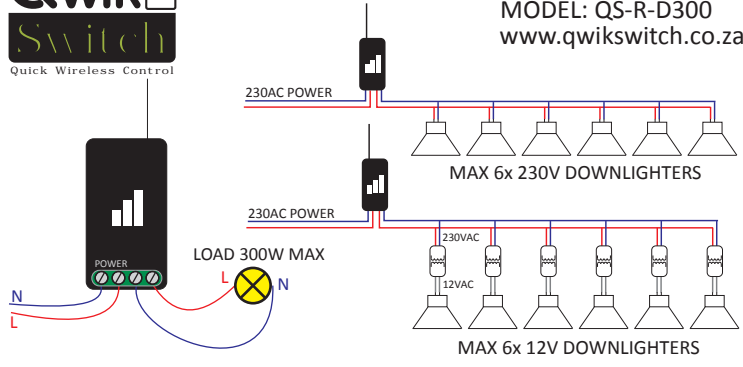 Switch
Quick Wireless Control
MODEL: QS-R-D300
www.qwikswitch.co.za
230AC POWER
MAX 6x 230V DOWNLIGHTERS
230AC POWER
230VAC
12VAC
MAX 6x 12V DOWNLIGHTERS
POWER
LOAD 300W MAX
L
N
N
L